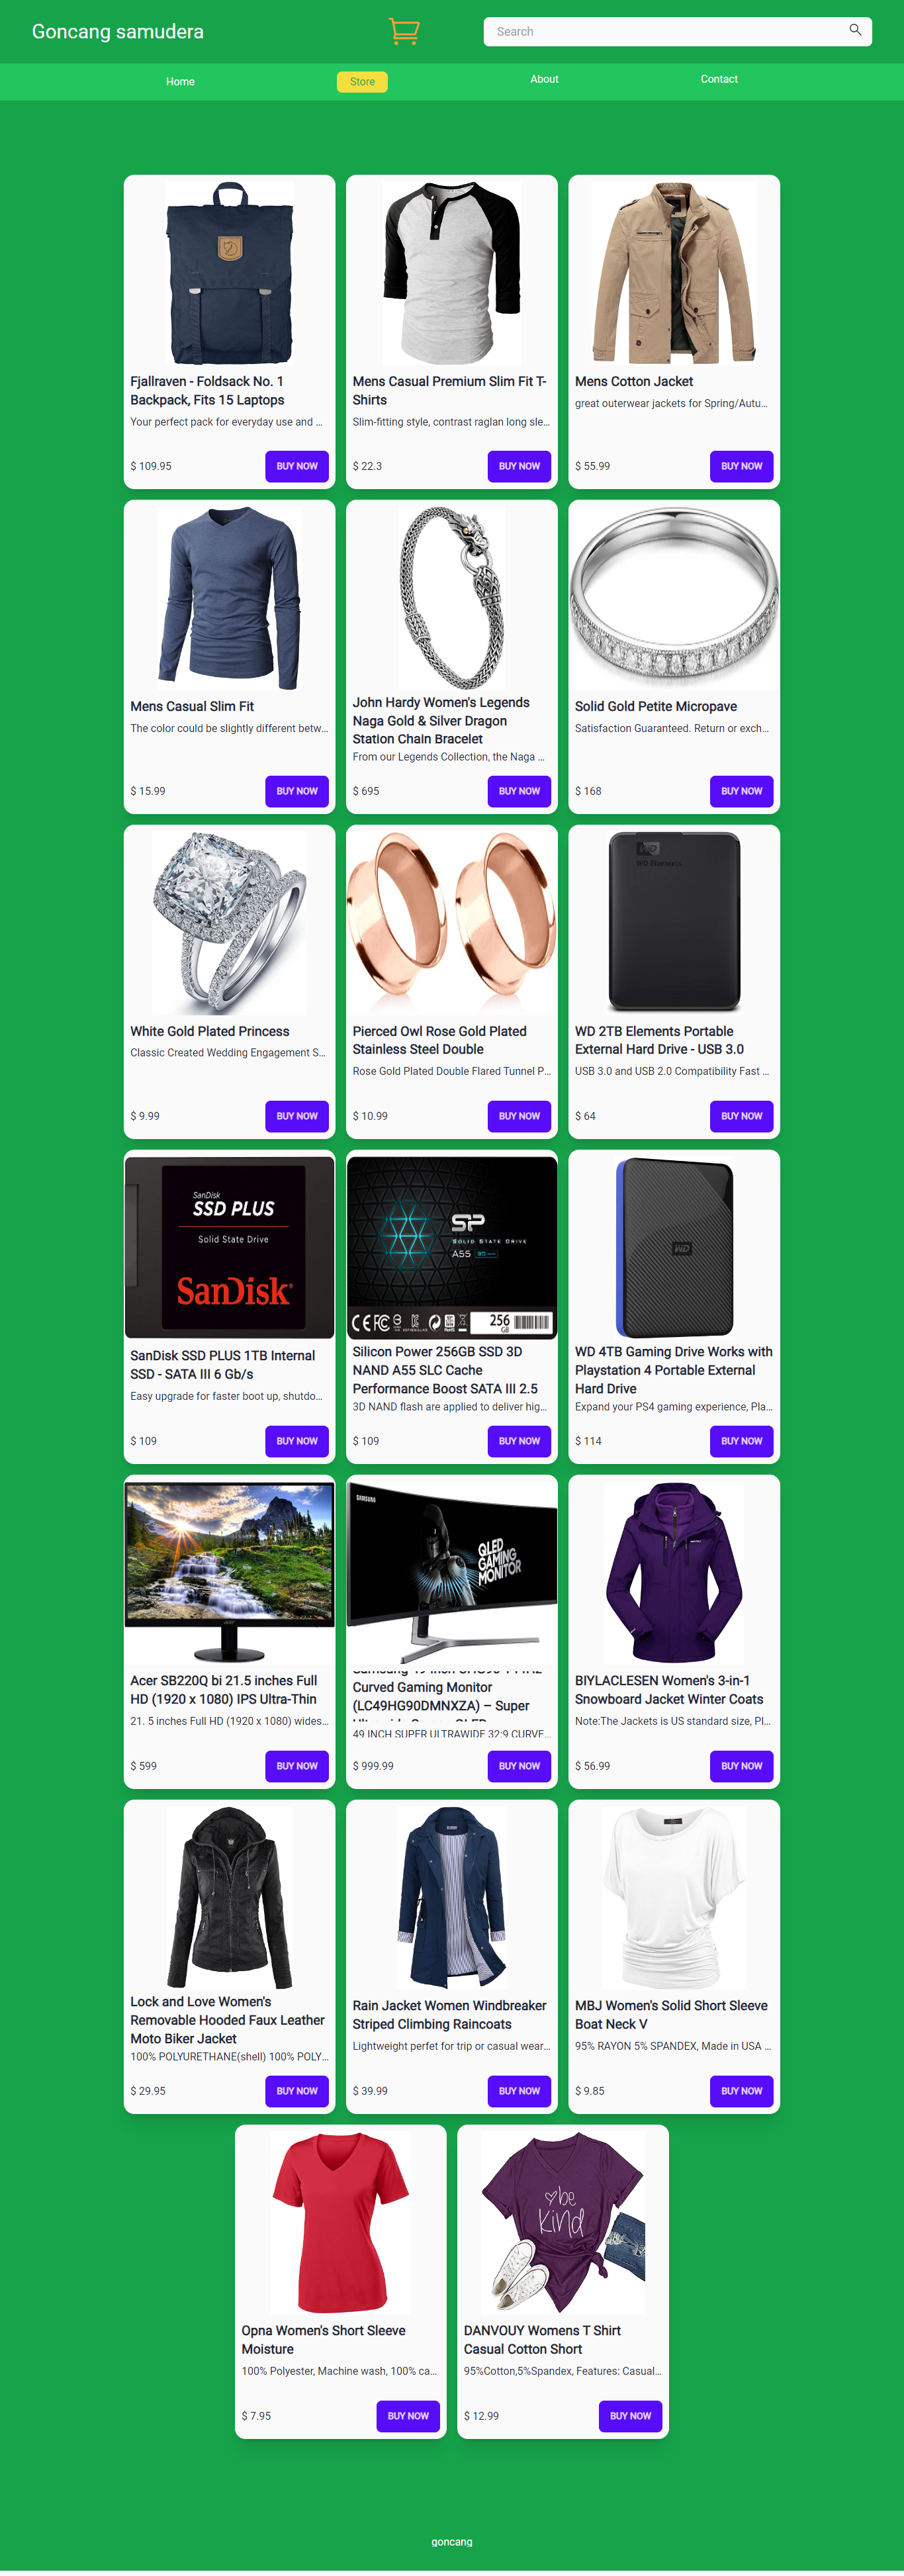 Goncang samudera
Search
Home
Store
About
Contact
Fjallraven - Foldsack No. 1
Backpack, Fits 15 Laptops
Your perfect pack for everyday use and ...
$ 109.95
BUY NOW
Mens Casual Premium Slim Fit T-
Shirts
Slim-fitting style, contrast raglan long sle...
$ 22.3
BUY NOW
Mens Cotton Jacket
great outerwear jackets for Spring/Autu...
$ 55.99
BUY NOW
Mens Casual Slim Fit
The color could be slightly different betw...
$ 15.99
BUY NOW
John Hardy Women's Legends
Naga Gold & Silver Dragon
Station Chain Bracelet
From our Legends Collection, the Naga ...
$ 695
BUY NOW
Solid Gold Petite Micropave
Satisfaction Guaranteed. Return or exch...
$ 168
BUY NOW
White Gold Plated Princess
Classic Created Wedding Engagement S...
$ 9.99
BUY NOW
Pierced Owl Rose Gold Plated
Stainless Steel Double
Rose Gold Plated Double Flared Tunnel P...
$ 10.99
BUY NOW
WD
WD Elements
WD 2TB Elements Portable
External Hard Drive - USB 3.0
USB 3.0 and USB 2.0 Compatibility Fast ...
$ 64
BUY NOW
SanDisk
SSD PLUS
Solid State Drive
SanDisk
SanDisk SSD PLUS 1TB Internal
SSD - SATA III 6 Gb/s
Easy upgrade for faster boot up, shutdo...
$ 109
BUY NOW
SP
SOLID STATE DRIVE
A55
256
GB
Silicon Power 256GB SSD 3D
NAND A55 SLC Cache
Performance Boost SATA III 2.5
3D NAND flash are applied to deliver hig...
$ 109
BUY NOW
WD
WD 4TB Gaming Drive Works with
Playstation 4 Portable External
Hard Drive
Expand your PS4 gaming experience, Pla...
$ 114
BUY NOW
acer
Acer SB220Q bi 21.5 inches Full
HD (1920 x 1080) IPS Ultra-Thin
21. 5 inches Full HD (1920 x 1080) wides...
$ 599
BUY NOW
SAMSUNG
QLED
GAMING
MONITOR
Curved Gaming Monitor
(LC49HG90DMNXZA) – Super
49 INCH SUPER ULTRAWIDE 32:9 CURVE...
$ 999.99
BUY NOW
BIYLACLESEN Women's 3-in-1
Snowboard Jacket Winter Coats
Note:The Jackets is US standard size, Pl...
$ 56.99
BUY NOW
Lock and Love Women's
Removable Hooded Faux Leather
Moto Biker Jacket
100% POLYURETHANE(shell) 100% POLY...
$ 29.95
BUY NOW
Rain Jacket Women Windbreaker
Striped Climbing Raincoats
Lightweight perfet for trip or casual wear...
$ 39.99
BUY NOW
MBJ Women's Solid Short Sleeve
Boat Neck V
95% RAYON 5% SPANDEX, Made in USA ...
$ 9.85
BUY NOW
Opna Women's Short Sleeve
Moisture
100% Polyester, Machine wash, 100% ca...
$ 7.95
BUY NOW
be
kind
DANVOUY Womens T Shirt
Casual Cotton Short
95%Cotton,5%Spandex, Features: Casual...
$ 12.99
BUY NOW
goncang